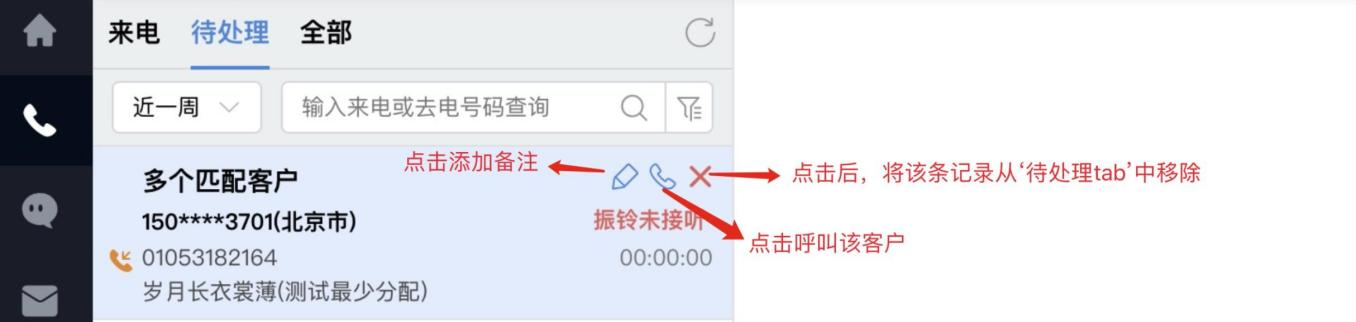 来电 待处理 全部
近一周 输入来电或去电号码查询
点击添加备注
点击后，将该条记录从‘待处理tab’中移除
多个匹配客户
150****3701(北京市) 振铃未接听
点击呼叫该客户
01053182164 00:00:00
岁月长衣裳薄(测试最少分配)